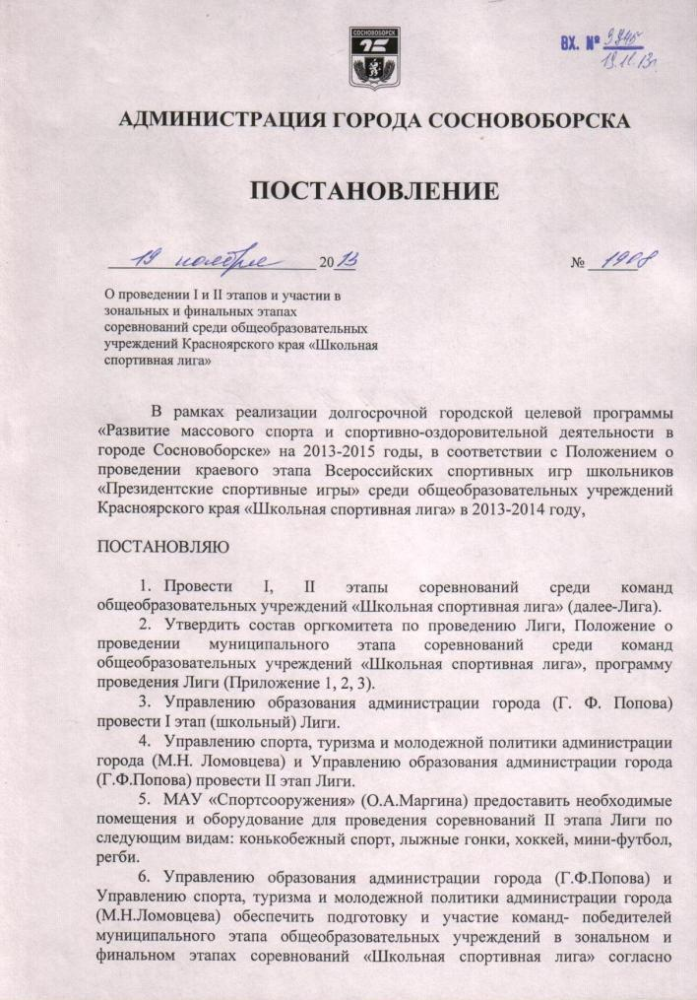 СОСНОВОБОРСК
ВХ. №
19.11.13г.
АДМИНИСТРАЦИЯ ГОРОДА СОСНОВОБОРСКА
ПОСТАНОВЛЕНИЕ
19 ноября 2013 № 1908
О проведении I и II этапов и участии в
зональных и финальных этапах
соревнований среди общеобразовательных
учреждений Красноярского края «Школьная
спортивная лига»
В рамках реализации долгосрочной городской целевой программы
«Развитие массового спорта и спортивно-оздоровительной деятельности в
городе Сосновоборске» на 2013-2015 годы, в соответствии с Положением о
проведении краевого этапа Всероссийских спортивных игр школьников
«Президентские спортивные игры» среди общеобразовательных учреждений
Красноярского края «Школьная спортивная лига» в 2013-2014 году,
ПОСТАНОВЛЯЮ
1. Провести I, II этапы соревнований среди команд
общеобразовательных учреждений «Школьная спортивная лига» (далее-Лига).
2. Утвердить состав оргкомитета по проведению Лиги, Положение о
проведении муниципального этапа соревнований среди команд
общеобразовательных учреждений «Школьная спортивная лига», программу
проведения Лиги (Приложение 1, 2, 3).
3. Управлению образования администрации города (Г. Ф. Попова)
провести I этап (школьный) Лиги.
4. Управлению спорта, туризма и молодежной политики администрации
города (М.Н. Ломовцева) и Управлению образования администрации города
(Г.Ф.Попова) провести II этап Лиги.
5. МАУ «Спортсооружения» (О.А.Маргина) предоставить необходимые
помещения и оборудование для проведения соревнований II этапа Лиги по
следующим видам: конькобежный спорт, лыжные гонки, хоккей, мини-футбол,
регби.
6. Управлению образования администрации города (Г.Ф.Попова) и
Управлению спорта, туризма и молодежной политики администрации города
(М.Н.Ломовцева) обеспечить подготовку и участие команд- победителей
муниципального этапа общеобразовательных учреждений в зональном и
финальном этапах соревнований «Школьная спортивная лига» согласно